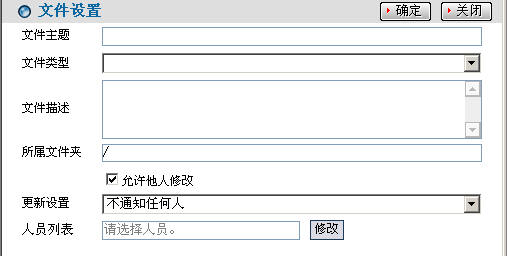 文件设置 确定 关闭
文件主题
文件类型
文件描述
所属文件夹 /
允许他人修改
更新设置 不通知任何人
人员列表 请选择人员。 修改